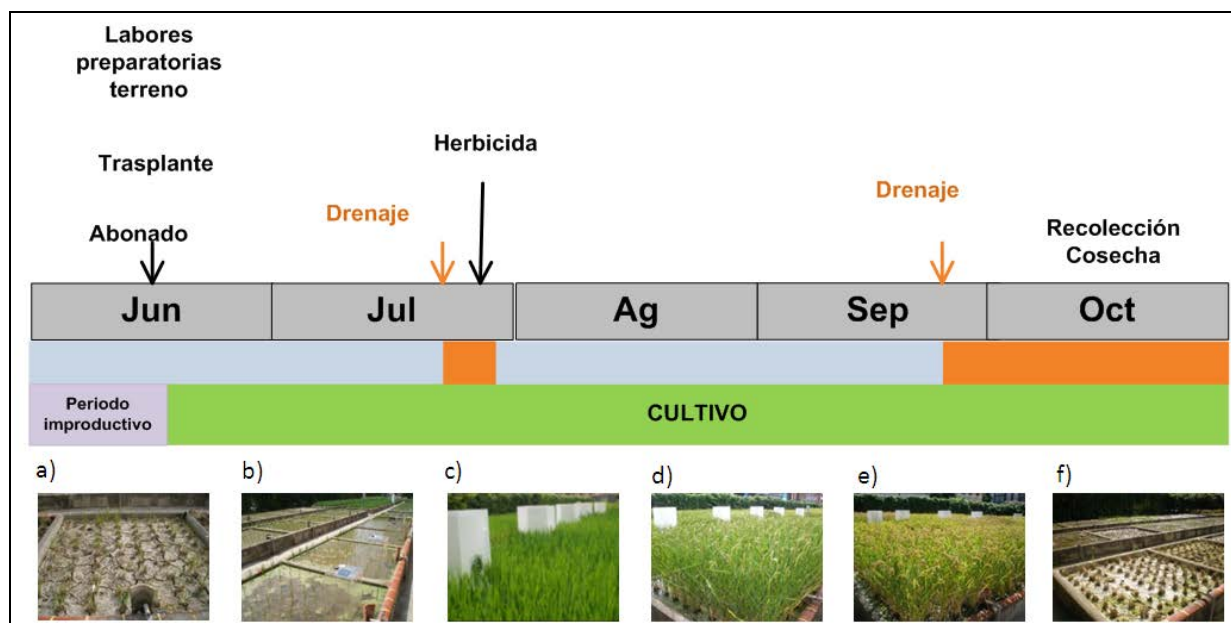 Labores
preparatorias
terreno
Trasplante
Abonado
Drenaje
Herbicida
Drenaje
Recolección
Cosecha
Jun
Jul
Ag
Sep
Oct
Periodo
improductivo
CULTIVO
a)
b)
c)
d)
e)
f)